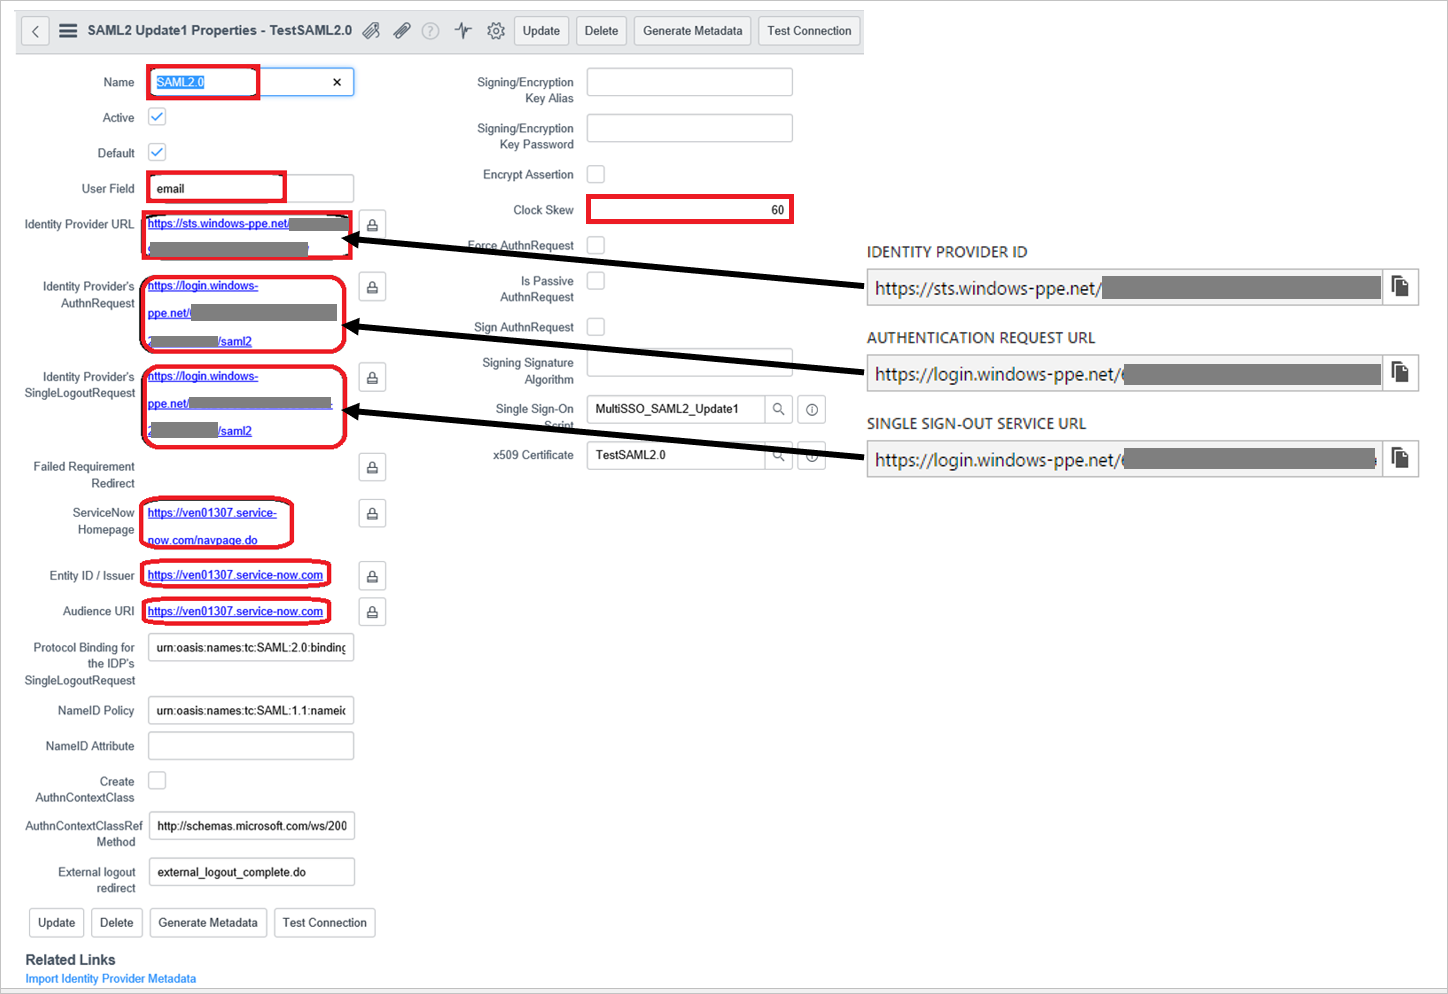 SAML2 Update1 Properties - TestSAML2.0
Update
Delete
Generate Metadata
Test Connection
Name
SAML2.0
Active
Default
User Field
email
Identity Provider URL
https://sts.windows-ppe.net/
Identity Provider's
AuthnRequest
https://login.windows-
ppe.net/
/saml2
Identity Provider's
SingleLogoutRequest
https://login.windows-
ppe.net/
/saml2
Failed Requirement
Redirect
ServiceNow
Homepage
https://ven01307.service-
now.com/navpage.do
Entity ID / Issuer
https://ven01307.service-now.com
Audience URI
https://ven01307.service-now.com
Protocol Binding for
the IDP's
SingleLogoutRequest
urn:oasis:names:tc:SAML:2.0:binding
NameID Policy
urn:oasis:names:tc:SAML:1.1:nameic
NameID Attribute
Create
AuthnContextClass
AuthnContextClassRef
Method
http://schemas.microsoft.com/ws/200
External logout
redirect
external_logout_complete.do
Update
Delete
Generate Metadata
Test Connection
Related Links
Import Identity Provider Metadata
Signing/Encryption
Key Alias
Signing/Encryption
Key Password
Encrypt Assertion
Clock Skew
60
Force AuthnRequest
Is Passive
AuthnRequest
Sign AuthnRequest
Signing Signature
Algorithm
Single Sign-On
Script
MultiSSO_SAML2_Update1
x509 Certificate
TestSAML2.0
IDENTITY PROVIDER ID
https://sts.windows-ppe.net/
AUTHENTICATION REQUEST URL
https://login.windows-ppe.net/
SINGLE SIGN-OUT SERVICE URL
https://login.windows-ppe.net/